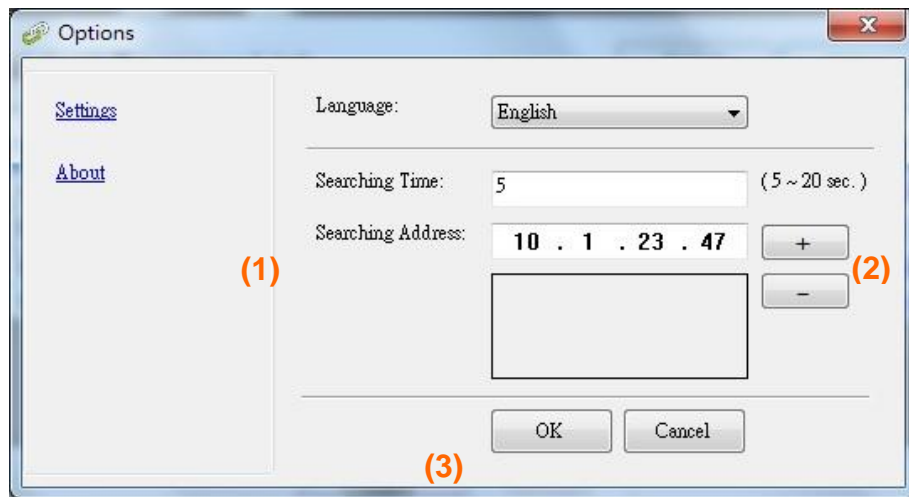 Options
x
Settings
About
Language:
English
Searching Time:
5
( 5 ~ 20 sec. )
Searching Address:
10 . 1 . 23 . 47
+
(1)
(2)
-
OK
Cancel
(3)